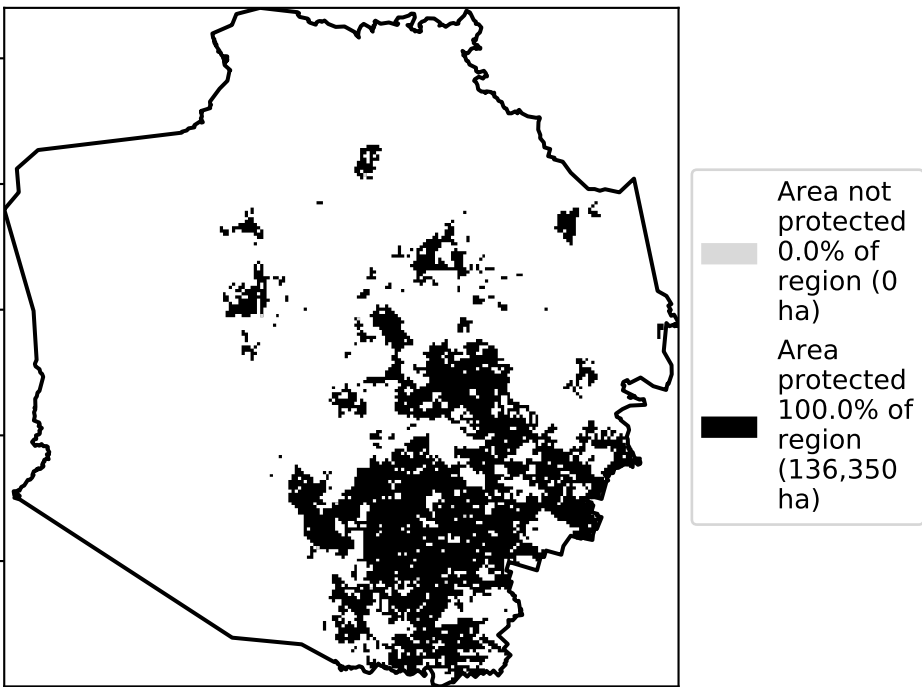 Area not
protected
0.0% of
region (0
ha)
Area
protected
100.0% of
region
(136,350
ha)